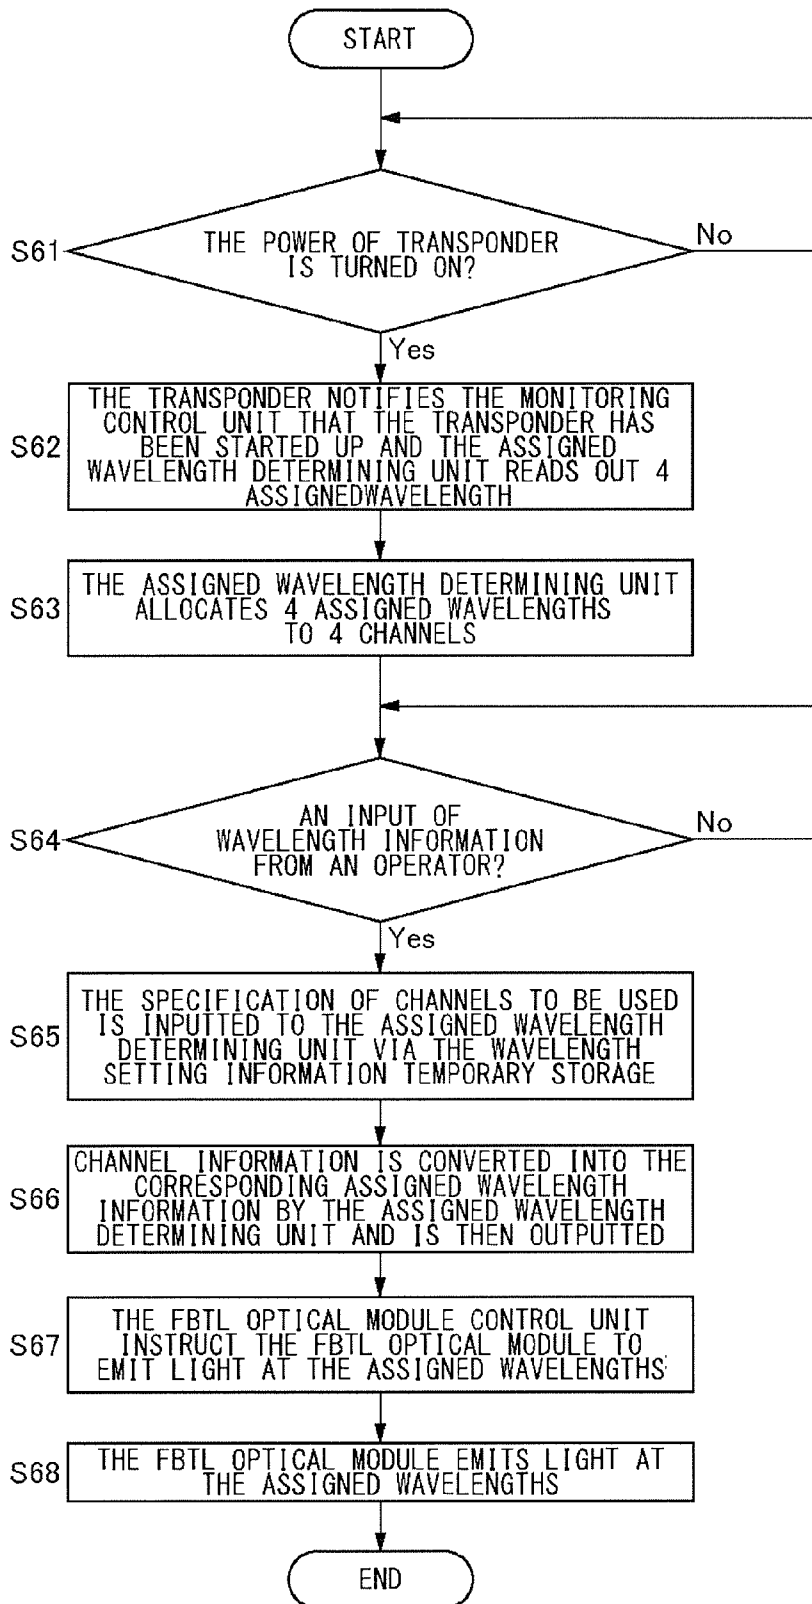 START
S61
THE POWER OF TRANSPONDER
IS TURNED ON?
No
Yes
S62
THE TRANSPONDER NOTIFIES THE MONITORING
CONTROL UNIT THAT THE TRANSPONDER HAS
BEEN STARTED UP AND THE ASSIGNED
WAVELENGTH DETERMINING UNIT READS OUT 4
ASSIGNEDWAVELENGTH
S63
THE ASSIGNED WAVELENGTH DETERMINING UNIT
ALLOCATES 4 ASSIGNED WAVELENGTHS
TO 4 CHANNELS
S64
AN INPUT OF
WAVELENGTH INFORMATION
FROM AN OPERATOR?
No
Yes
S65
THE SPECIFICATION OF CHANNELS TO BE USED
IS INPUTTED TO THE ASSIGNED WAVELENGTH
DETERMINING UNIT VIA THE WAVELENGTH
SETTING INFORMATION TEMPORARY STORAGE
S66
CHANNEL INFORMATION IS CONVERTED INTO THE
CORRESPONDING ASSIGNED WAVELENGTH
INFORMATION BY THE ASSIGNED WAVELENGTH
DETERMINING UNIT AND IS THEN OUTPUTTED
S67
THE FBTL OPTICAL MODULE CONTROL UNIT
INSTRUCT THE FBTL OPTICAL MODULE TO
EMIT LIGHT AT THE ASSIGNED WAVELENGTHS
S68
THE FBTL OPTICAL MODULE EMITS LIGHT AT
THE ASSIGNED WAVELENGTHS
END